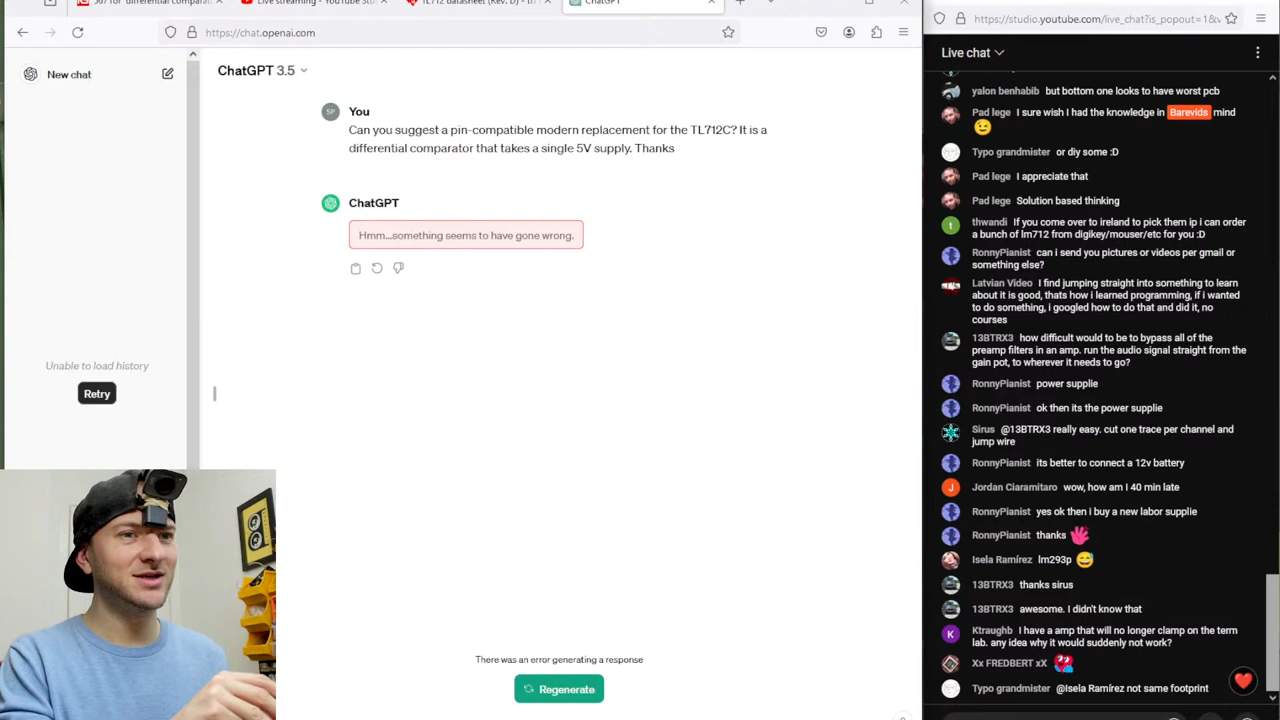 Live streaming - YouTube Stu
TL712 datasheet (Rev. D)
ChatGPT
https://chat.openai.com
https://studio.youtube.com/live_chat?is_popout=1&v
New chat
ChatGPT 3.5
SP
You
Can you suggest a pin-compatible modern replacement for the TL712C? It is a
differential comparator that takes a single 5V supply. Thanks
ChatGPT
Hmm...something seems to have gone wrong.
Unable to load history
Retry
There was an error generating a response
Regenerate
Live chat
yalon benhabib but bottom one looks to have worst pcb
Pad lege I sure wish I had the knowledge in Barevids mind
😉
Typo grandmister or diy some :D
Pad lege I appreciate that
Pad lege Solution based thinking
t
thwandi If you come over to ireland to pick them ip i can order
a bunch of lm712 from digikey/mouser/etc for you :D
RonnyPianist can i send you pictures or videos per gmail or
something else?
Latvian Video I find jumping straight into something to learn
about it is good, thats how i learned programming, if i wanted
to do something, i googled how to do that and did it, no
courses
13BTRX3 how difficult would to be to bypass all of the
preamp filters in an amp. run the audio signal straight from the
gain pot, to wherever it needs to go?
RonnyPianist power supplie
RonnyPianist ok then its the power supplie
Sirus @13BTRX3 really easy. cut one trace per channel and
jump wire
RonnyPianist its better to connect a 12v battery
J
Jordan Ciaramitaro wow, how am I 40 min late
RonnyPianist yes ok then i buy a new labor supplie
RonnyPianist thanks
Isela Ramírez lm293p 😅
13BTRX3 thanks sirus
13BTRX3 awesome. I didn't know that
K
Ktraughb I have a amp that will no longer clamp on the term
lab. any idea why it would suddenly not work?
Xx FREDBERT xX
Typo grandmister @Isela Ramírez not same footprint